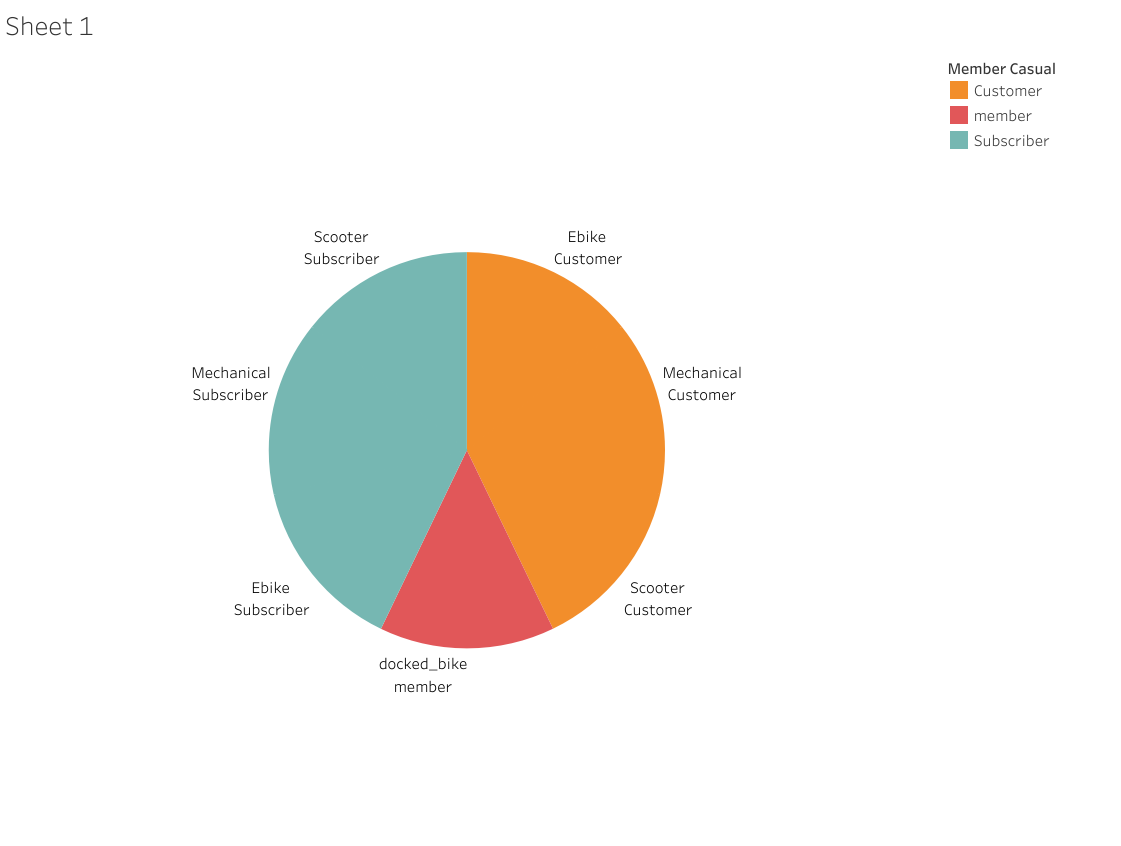 Sheet 1
Member Casual
Customer
member
Subscriber
Scooter
Subscriber
Ebike
Customer
Mechanical
Subscriber
Mechanical
Customer
Ebike
Subscriber
Scooter
Customer
docked_bike
member